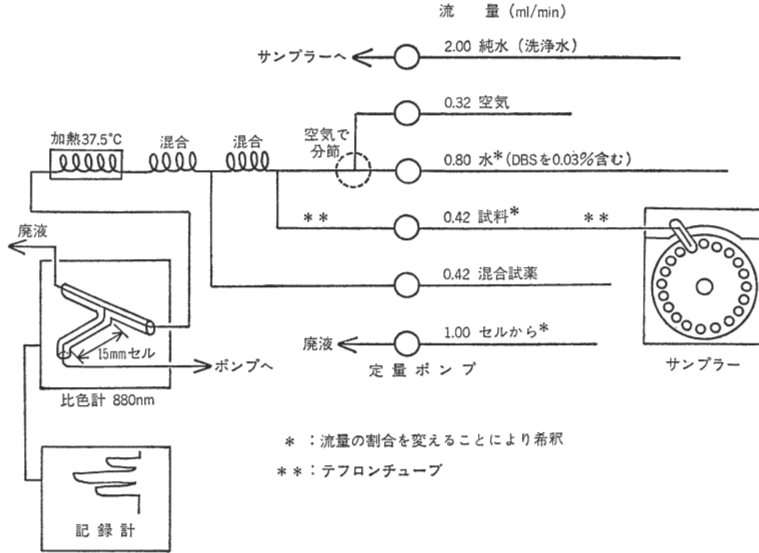 流 量 (ml/min)
サンプラーへ
2.00 純水 (洗浄水)
0.32 空気
加熱37.5℃
混合
混合
空気で
分節
0.80 水*(DBSを0.03%含む)
**
0.42 試料*
**
廃液
0.42 混合試薬
15mmセル
廃液
1.00 セルから*
ポンプへ
定量ポンプ
サンプラー
比色計 880nm
* :流量の割合を変えることにより希釈
** :テフロンチューブ
記録計